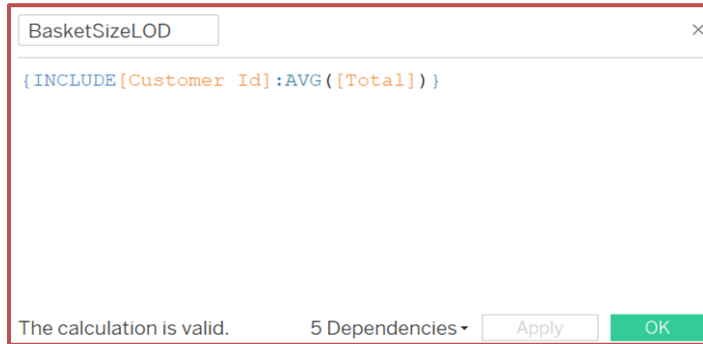 BasketSizeLOD ×
{INCLUDE[Customer Id]:AVG([Total])}
The calculation is valid. 5 Dependencies Apply OK